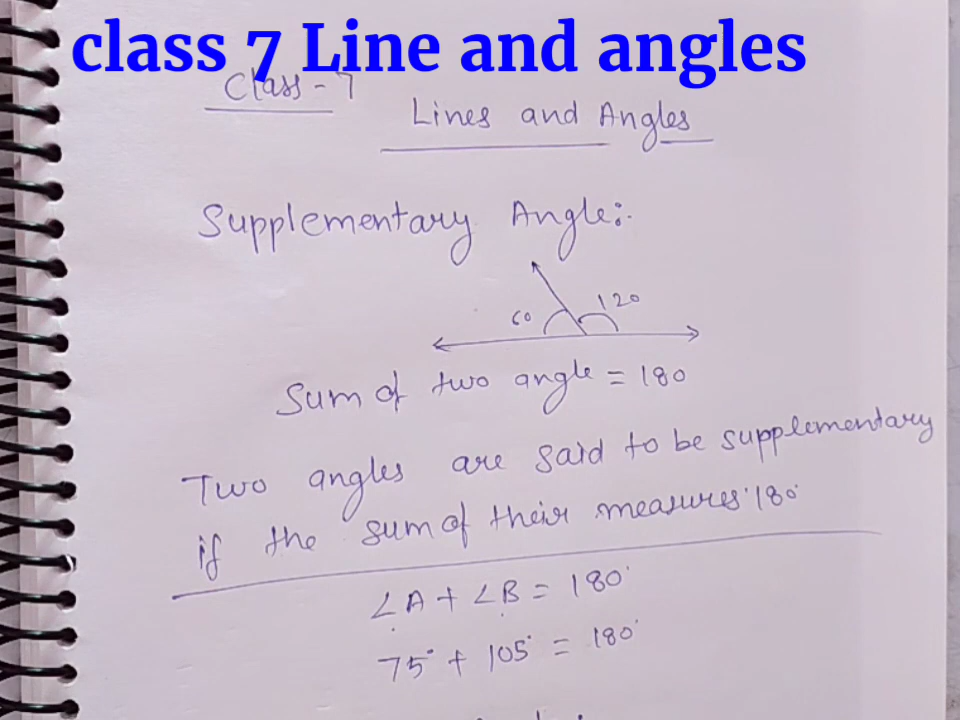 class 7 Line and angles
Class - 7
Lines and Angles
Supplementary Angle:-
60 120
Sum of two angle = 180
Two angles are said to be supplementary
if the sum of their measures 180°
∠A + ∠B = 180°
75° + 105° = 180°